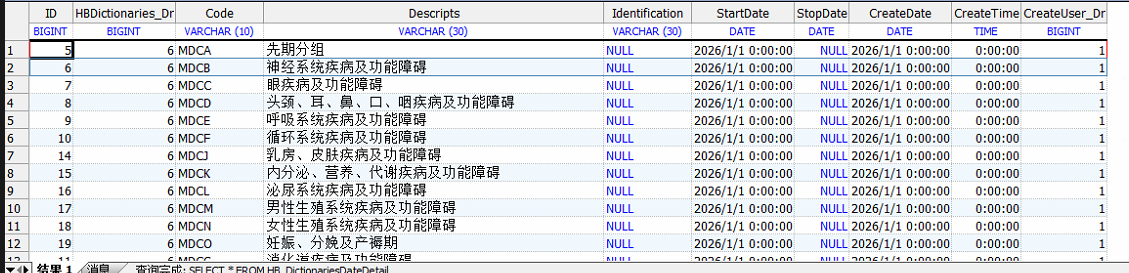 ID HBDictionaries_Dr Code Descripts Identification StartDate StopDate CreateDate CreateTime CreateUser_Dr
BIGINT BIGINT VARCHAR (10) VARCHAR (30) VARCHAR (30) DATE DATE DATE TIME BIGINT
1 5 6 MDCA 先期分组 NULL 2026/1/1 0:00:00 NULL 2026/1/1 0:00:00 0:00:00 1
2 6 6 MDCB 神经系统疾病及功能障碍 NULL 2026/1/1 0:00:00 NULL 2026/1/1 0:00:00 0:00:00 1
3 7 6 MDCC 眼疾病及功能障碍 NULL 2026/1/1 0:00:00 NULL 2026/1/1 0:00:00 0:00:00 1
4 8 6 MDCD 头颈、耳、鼻、口、咽疾病及功能障碍 NULL 2026/1/1 0:00:00 NULL 2026/1/1 0:00:00 0:00:00 1
5 9 6 MDCE 呼吸系统疾病及功能障碍 NULL 2026/1/1 0:00:00 NULL 2026/1/1 0:00:00 0:00:00 1
6 10 6 MDCF 循环系统疾病及功能障碍 NULL 2026/1/1 0:00:00 NULL 2026/1/1 0:00:00 0:00:00 1
7 14 6 MDCJ 乳房、皮肤疾病及功能障碍 NULL 2026/1/1 0:00:00 NULL 2026/1/1 0:00:00 0:00:00 1
8 15 6 MDCK 内分泌、营养、代谢疾病及功能障碍 NULL 2026/1/1 0:00:00 NULL 2026/1/1 0:00:00 0:00:00 1
9 16 6 MDCL 泌尿系统疾病及功能障碍 NULL 2026/1/1 0:00:00 NULL 2026/1/1 0:00:00 0:00:00 1
10 17 6 MDCM 男性生殖系统疾病及功能障碍 NULL 2026/1/1 0:00:00 NULL 2026/1/1 0:00:00 0:00:00 1
11 18 6 MDCN 女性生殖系统疾病及功能障碍 NULL 2026/1/1 0:00:00 NULL 2026/1/1 0:00:00 0:00:00 1
12 19 6 MDCO 妊娠、分娩及产褥期 NULL 2026/1/1 0:00:00 NULL 2026/1/1 0:00:00 0:00:00 1
消化道疾病及功能障碍
结果 1 消息 查询完成: SELECT * FROM HB_DictionariesDateDetail